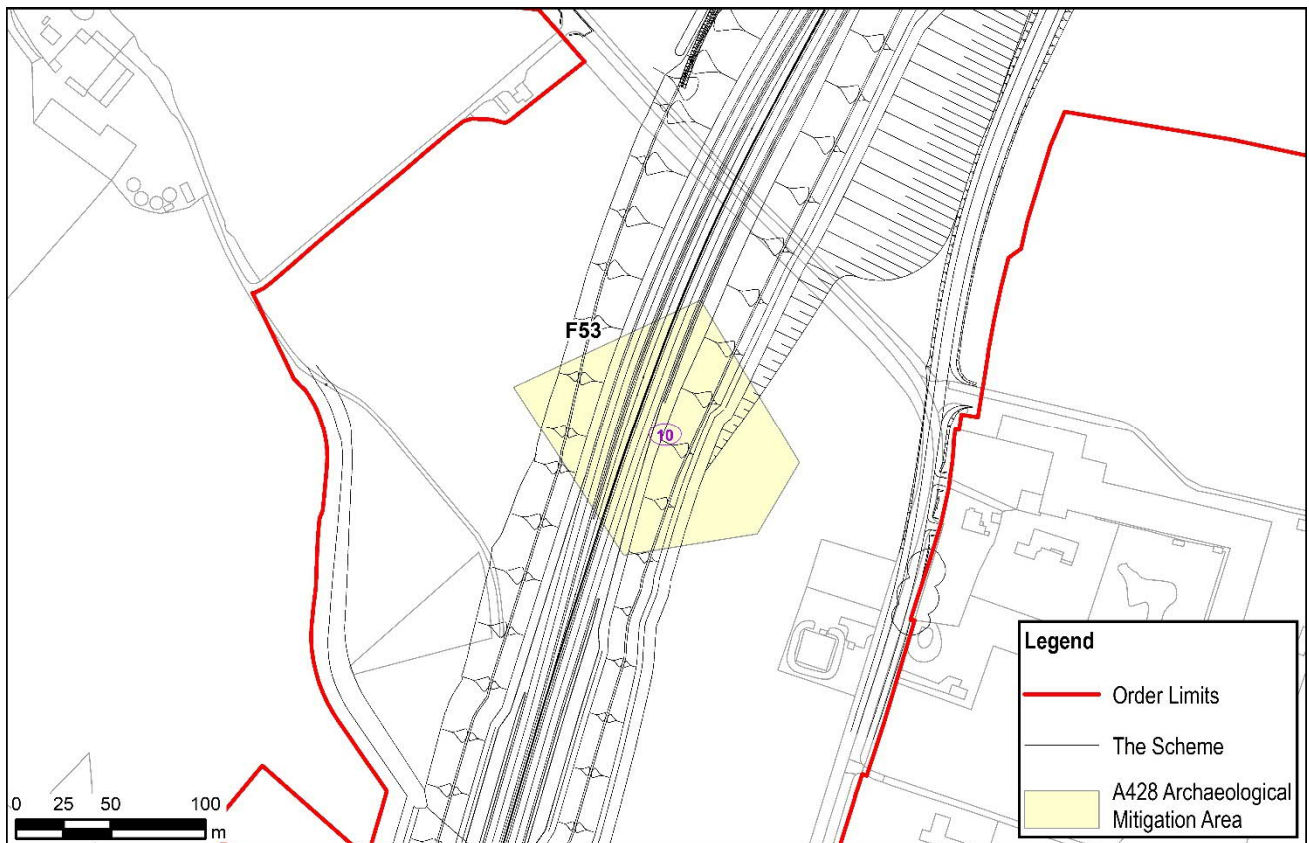 F53
10
Legend
Order Limits
The Scheme
A428 Archaeological
Mitigation Area
0 25 50 100
m